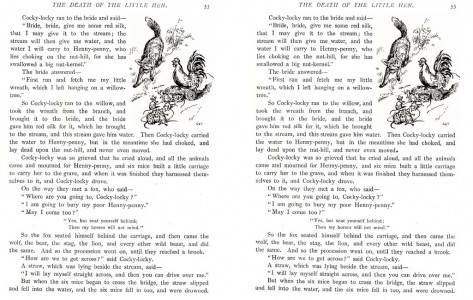 THE DEATH OF THE LITTLE HEN. 53
Cocky-locky ran to the bride and said—
"Bride, bride, give me some red silk,
that I may give it to the stream; the
stream will then give me water, and the
water I will carry to Henny-penny, who
lies choking on the nut-hill, for she has
swallowed a big nut-kernel."
The bride answered—
"First run and fetch me my little
wreath, which I left hanging on a willow-
tree."
So Cocky-locky ran to the willow, and
took the wreath from the branch, and
brought it to the bride, and the bride
gave him red silk for it, which he brought
to the stream, and this stream gave him water. Then Cocky-locky carried
the water to Henny-penny, but in the meantime she had choked, and
lay dead upon the nut-hill, and never even moved.
Cocky-locky was so grieved that he cried aloud, and all the animals
came and mourned for Henny-penny, and six mice built a little carriage
to carry her to the grave, and when it was finished they harnessed them-
selves to it, and Cocky-locky drove.
On the way they met a fox, who said—
"Where are you going to, Cocky-locky?"
"I am going to bury my poor Henny-penny."
"May I come too?"
"Yes, but seat yourself behind;
Then my horses will not mind."
So the fox seated himself behind the carriage, and then came the
wolf, the bear, the stag, the lion, and every other wild beast, and did
the same. And so the procession went on, until they reached a brook.
"How are we to get across?" said Cocky-locky.
A straw, which was lying beside the stream, said—
"I will lay myself straight across, and then you can drive over me."
But when the six mice began to cross the bridge, the straw slipped
and fell into the water, and the six mice fell in too, and were drowned.
THE DEATH OF THE LITTLE HEN. 53
Cocky-locky ran to the bride and said—
"Bride, bride, give me some red silk,
that I may give it to the stream; the
stream will then give me water, and the
water I will carry to Henny-penny, who
lies choking on the nut-hill, for she has
swallowed a big nut-kernel."
The bride answered—
"First run and fetch me my little
wreath, which I left hanging on a willow-
tree."
So Cocky-locky ran to the willow, and
took the wreath from the branch, and
brought it to the bride, and the bride
gave him red silk for it, which he brought
to the stream, and this stream gave him water. Then Cocky-locky carried
the water to Henny-penny, but in the meantime she had choked, and
lay dead upon the nut-hill, and never even moved.
Cocky-locky was so grieved that he cried aloud, and all the animals
came and mourned for Henny-penny, and six mice built a little carriage
to carry her to the grave, and when it was finished they harnessed them-
selves to it, and Cocky-locky drove.
On the way they met a fox, who said—
"Where are you going to, Cocky-locky?"
"I am going to bury my poor Henny-penny."
"May I come too?"
"Yes, but seat yourself behind;
Then my horses will not mind."
So the fox seated himself behind the carriage, and then came the
wolf, the bear, the stag, the lion, and every other wild beast, and did
the same. And so the procession went on, until they reached a brook.
"How are we to get across?" said Cocky-locky.
A straw, which was lying beside the stream, said—
"I will lay myself straight across, and then you can drive over me."
But when the six mice began to cross the bridge, the straw slipped
and fell into the water, and the six mice fell in too, and were drowned.